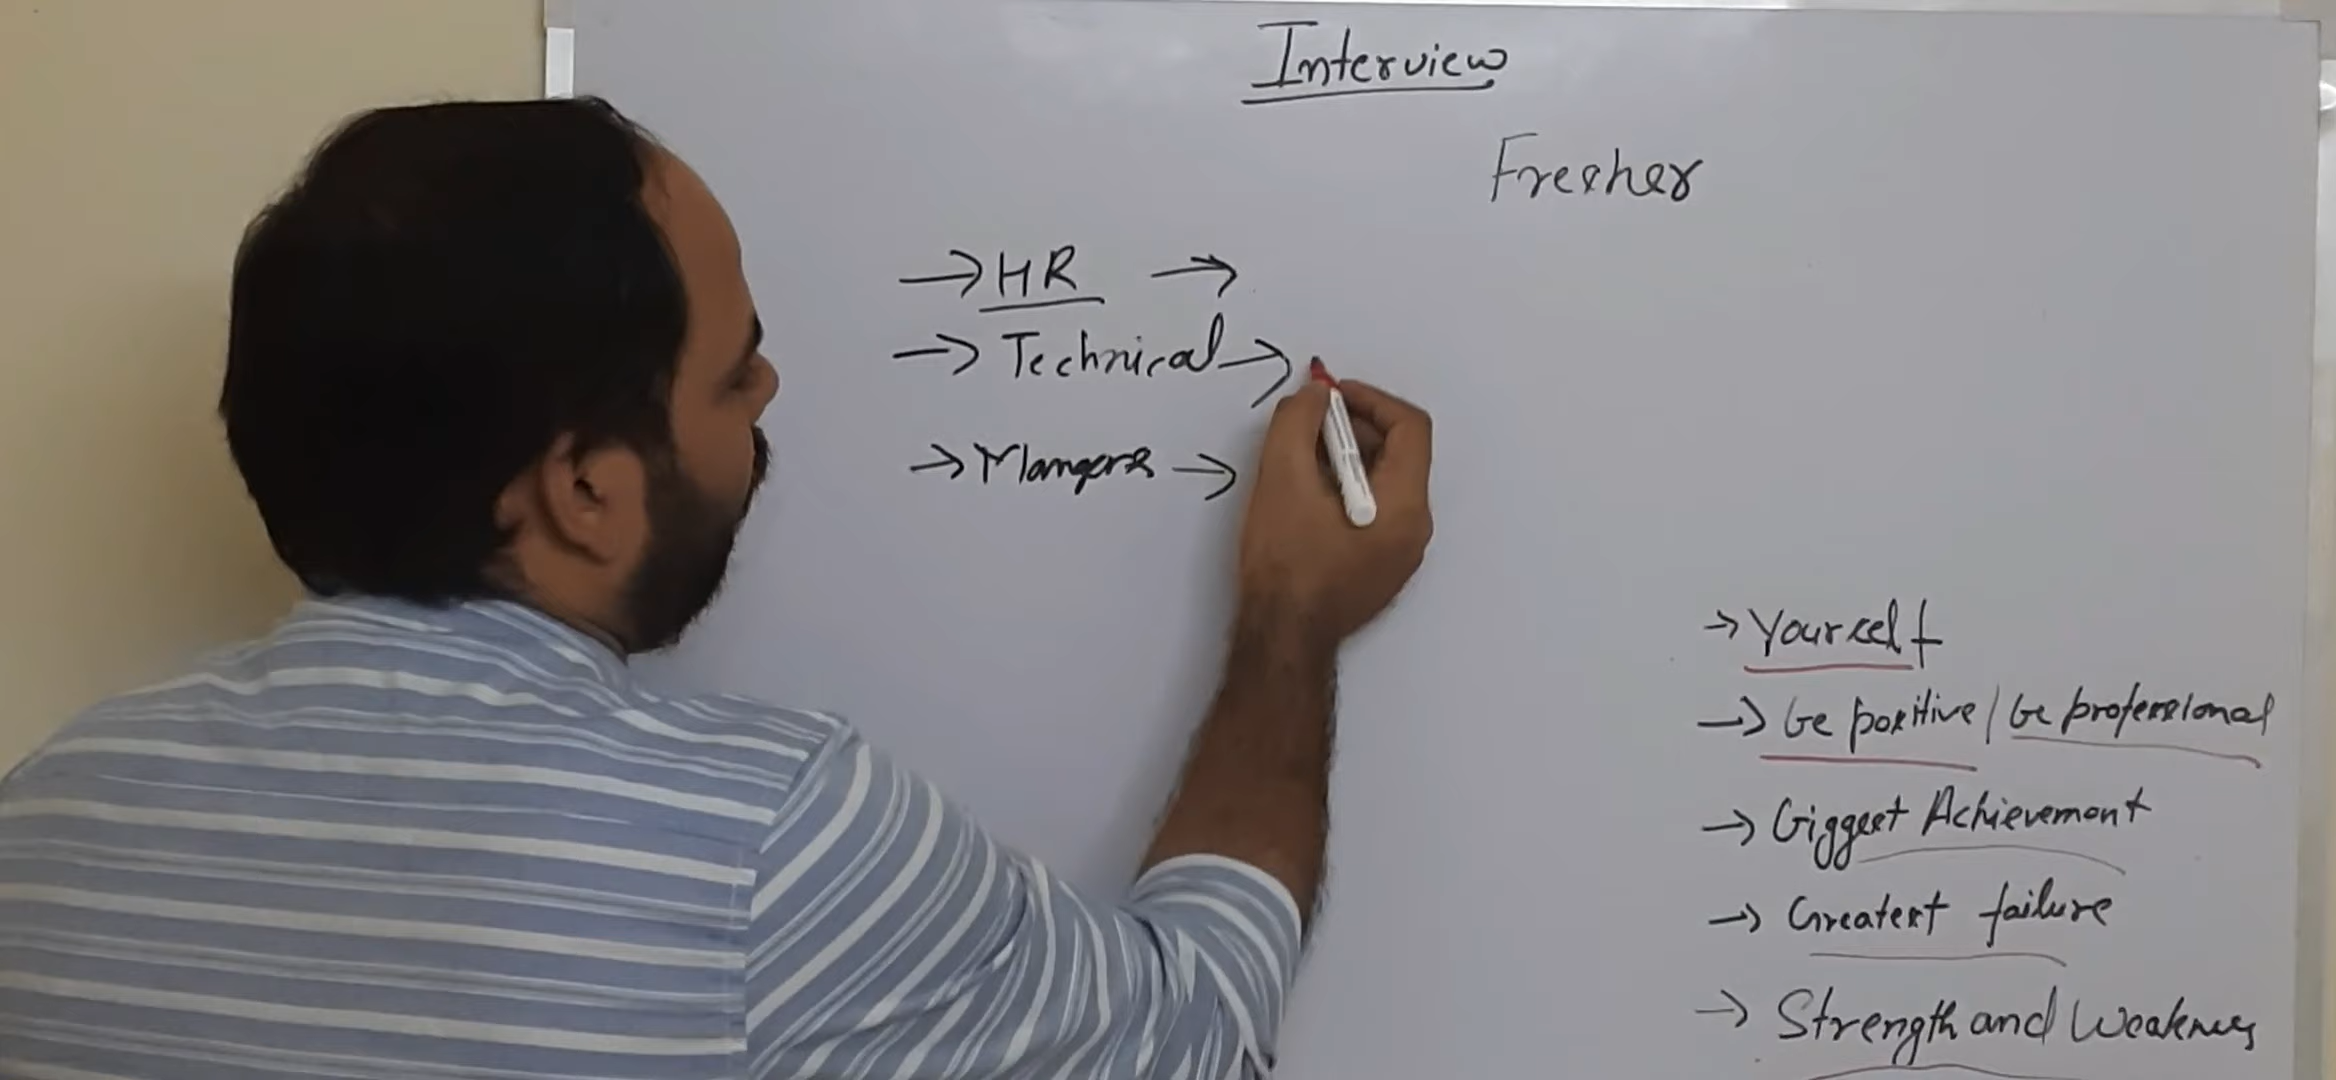 Interview
Fresher
→ HR →
→ Technical →
→ Mangers →
→ Yourself
→ be positive / be professional
→ biggest Achievement
→ Greatest failure
→ Strength and Weakness